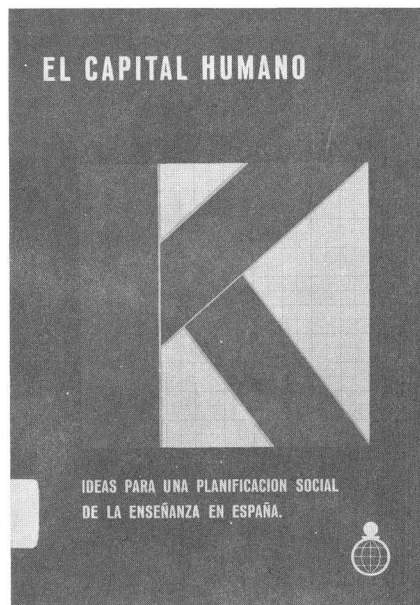 EL CAPITAL HUMANO
K
IDEAS PARA UNA PLANIFICACION SOCIAL
DE LA ENSEÑANZA EN ESPAÑA.